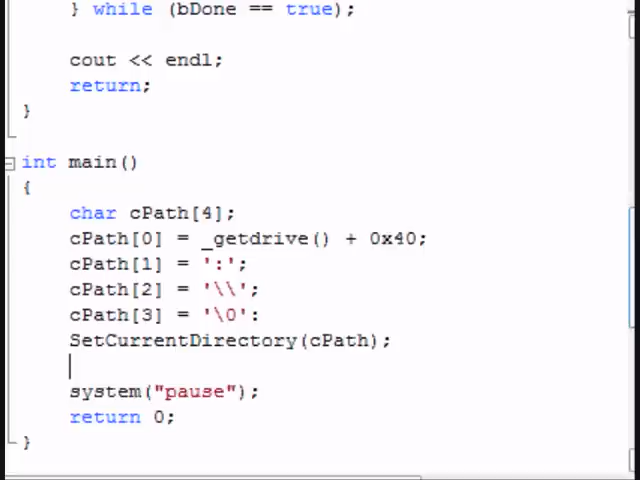 } while (bDone == true);
cout << endl;
return;
}
int main()
{
char cPath[4];
cPath[0] = _getdrive() + 0x40;
cPath[1] = ':';
cPath[2] = '\\';
cPath[3] = '\0':
SetCurrentDirectory(cPath);
system("pause");
return 0;
}